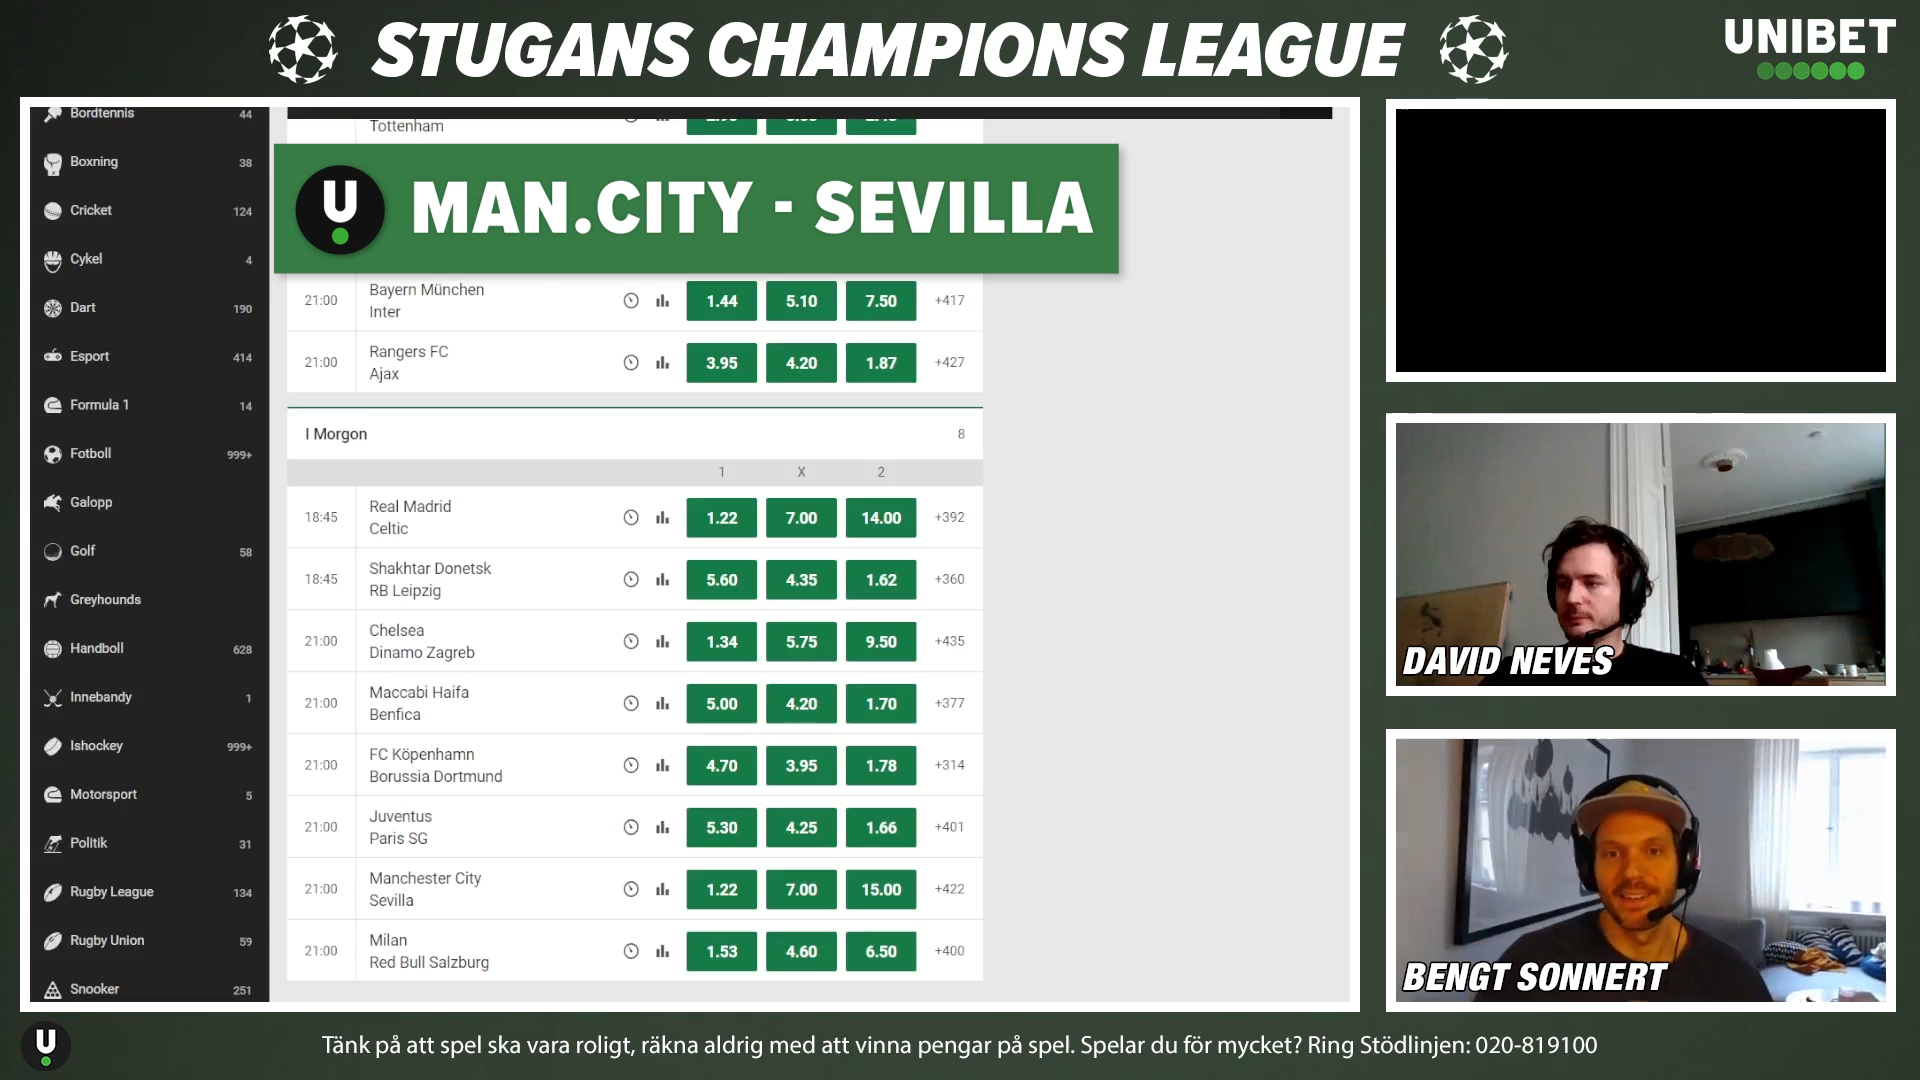 STUGANS CHAMPIONS LEAGUE
UNIBET
Bordtennis 44
Boxning 38
Cricket 124
Cykel 4
Dart 190
Esport 414
Formula 1 14
Fotboll 999+
Galopp
Golf 58
Greyhounds
Handboll 628
Innebandy 1
Ishockey 999+
Motorsport 5
Politik 31
Rugby League 134
Rugby Union 59
Snooker 251
Tottenham
U MAN.CITY - SEVILLA
21:00 Bayern München 1.44 5.10 7.50 +417
Inter
21:00 Rangers FC 3.95 4.20 1.87 +427
Ajax
I Morgon 8
1 X 2
18:45 Real Madrid 1.22 7.00 14.00 +392
Celtic
18:45 Shakhtar Donetsk 5.60 4.35 1.62 +360
RB Leipzig
21:00 Chelsea 1.34 5.75 9.50 +435
Dinamo Zagreb
21:00 Maccabi Haifa 5.00 4.20 1.70 +377
Benfica
21:00 FC Köpenhamn 4.70 3.95 1.78 +314
Borussia Dortmund
21:00 Juventus 5.30 4.25 1.66 +401
Paris SG
21:00 Manchester City 1.22 7.00 15.00 +422
Sevilla
21:00 Milan 1.53 4.60 6.50 +400
Red Bull Salzburg
DAVID NEVES
BENGT SONNERT
U
Tänk på att spel ska vara roligt, räkna aldrig med att vinna pengar på spel. Spelar du för mycket? Ring Stödlinjen: 020-819100